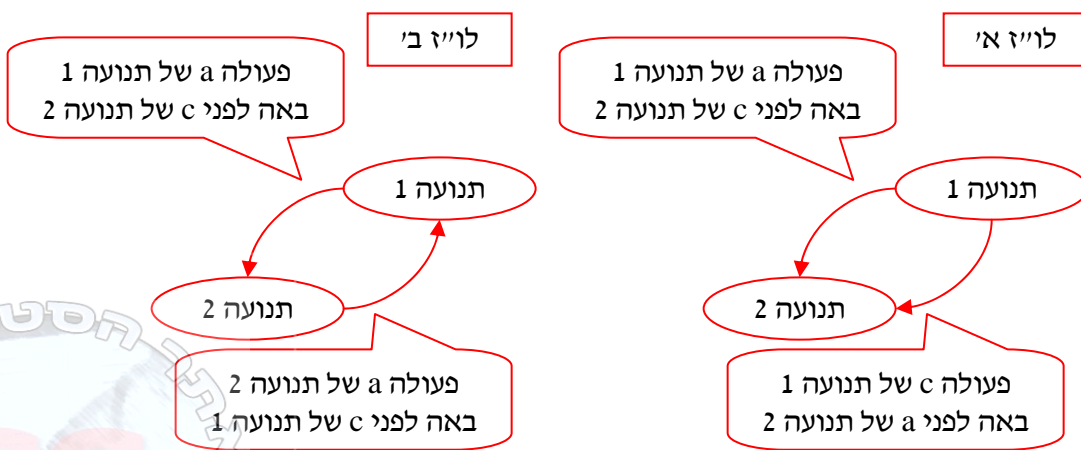 לו״ז א׳
פעולה a של תנועה 1
באה לפני c של תנועה 2
תנועה 1
תנועה 2
פעולה c של תנועה 1
באה לפני a של תנועה 2
לו״ז ב׳
פעולה a של תנועה 1
באה לפני c של תנועה 2
תנועה 1
תנועה 2
פעולה a של תנועה 2
באה לפני c של תנועה 1
אתר הסט